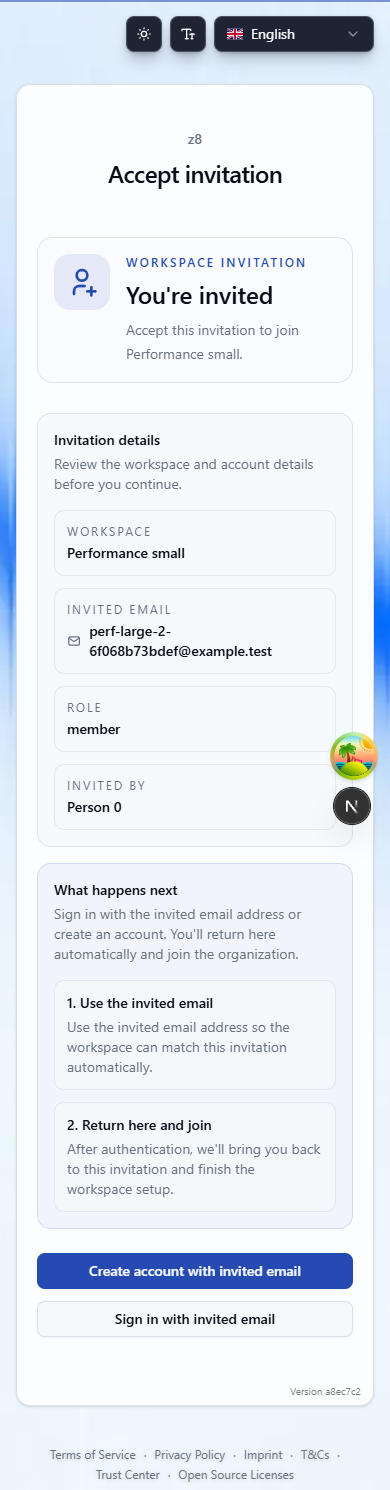 English
z8
Accept invitation
WORKSPACE INVITATION
You're invited
Accept this invitation to join
Performance small.
Invitation details
Review the workspace and account details
before you continue.
WORKSPACE
Performance small
INVITED EMAIL
perf-large-2-
6f068b73bdef@example.test
ROLE
member
INVITED BY
Person 0
N
What happens next
Sign in with the invited email address or
create an account. You'll return here
automatically and join the organization.
1. Use the invited email
Use the invited email address so the
workspace can match this invitation
automatically.
2. Return here and join
After authentication, we'll bring you back
to this invitation and finish the
workspace setup.
Create account with invited email
Sign in with invited email
Version a8ec7c2
Terms of Service · Privacy Policy · Imprint · T&Cs ·
Trust Center · Open Source Licenses